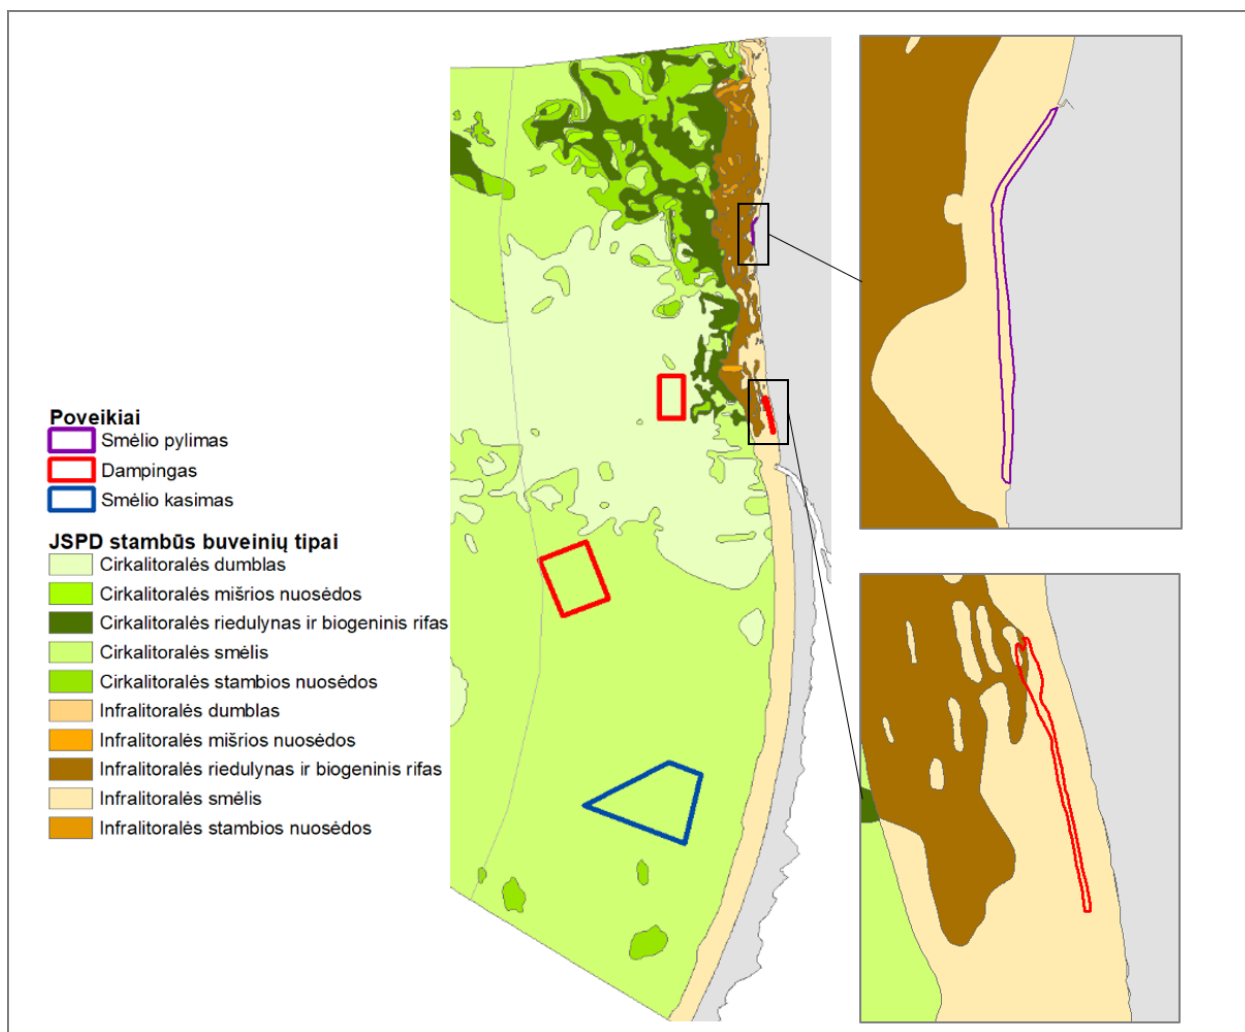 Poveikiai
Smėlio pylimas
Dampingas
Smėlio kasimas
JSPD stambūs buveinių tipai
Cirkalitoralės dumblas
Cirkalitoralės mišrios nuosėdos
Cirkalitoralės riedulynas ir biogeninis rifas
Cirkalitoralės smėlis
Cirkalitoralės stambios nuosėdos
Infralitoralės dumblas
Infralitoralės mišrios nuosėdos
Infralitoralės riedulynas ir biogeninis rifas
Infralitoralės smėlis
Infralitoralės stambios nuosėdos